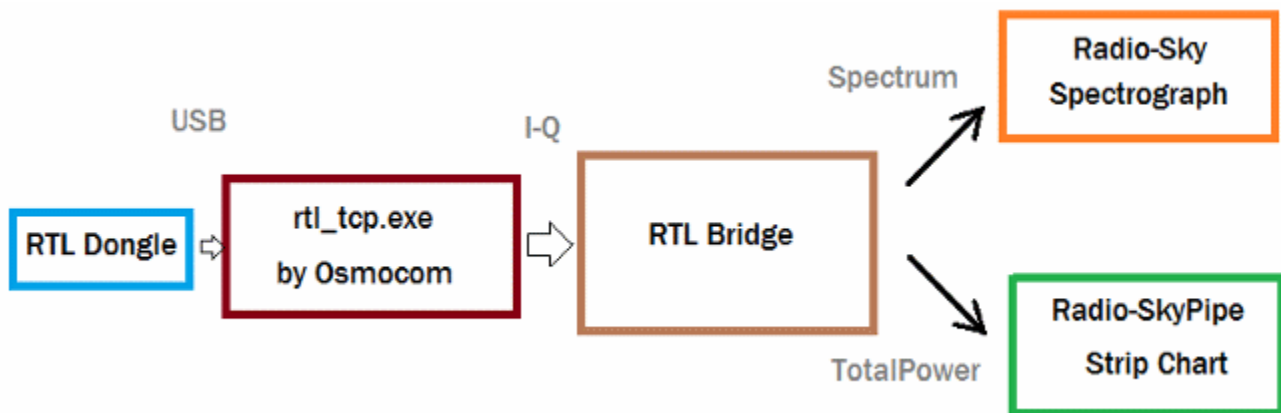 USB
RTL Dongle
rtl_tcp.exe
by Osmocom
I-Q
RTL Bridge
Spectrum
Radio-Sky
Spectrograph
TotalPower
Radio-SkyPipe
Strip Chart